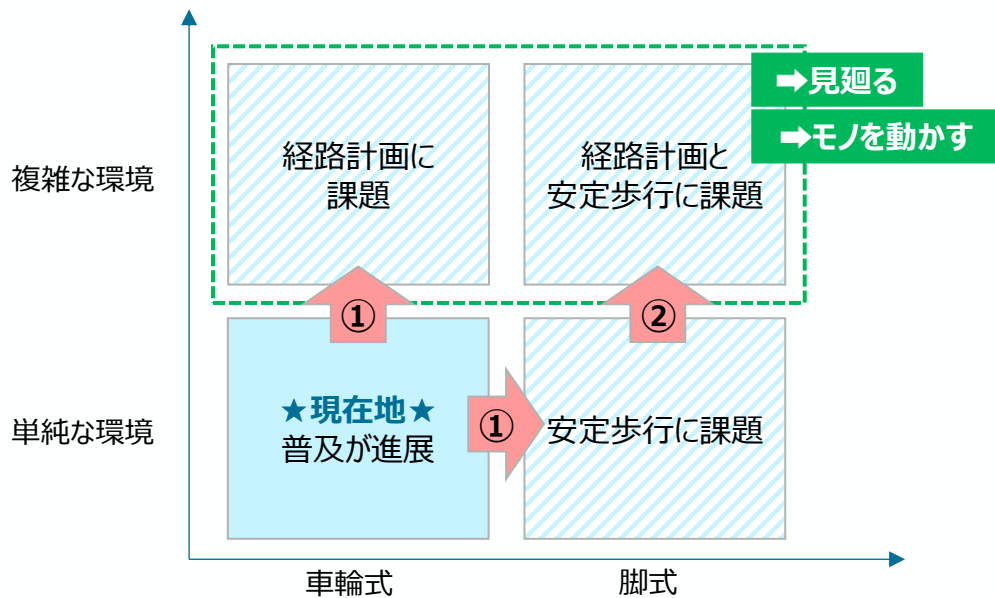 ➡見廻る
➡モノを動かす
複雑な環境
経路計画に
課題
経路計画と
安定歩行に課題
①
②
単純な環境
★現在地★
普及が進展
①
安定歩行に課題
車輪式
脚式